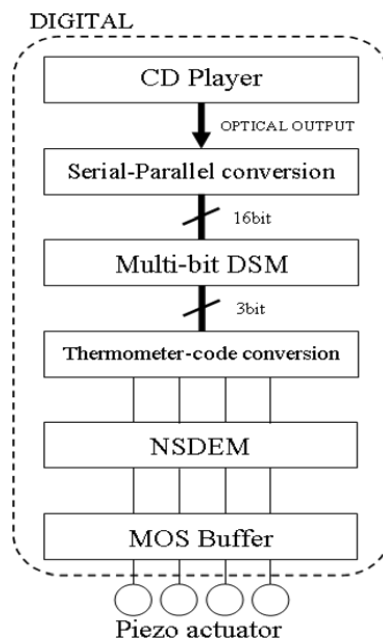 DIGITAL
CD Player
OPTICAL OUTPUT
Serial-Parallel conversion
16bit
Multi-bit DSM
3bit
Thermometer-code conversion
NSDEM
MOS Buffer
Piezo actuator